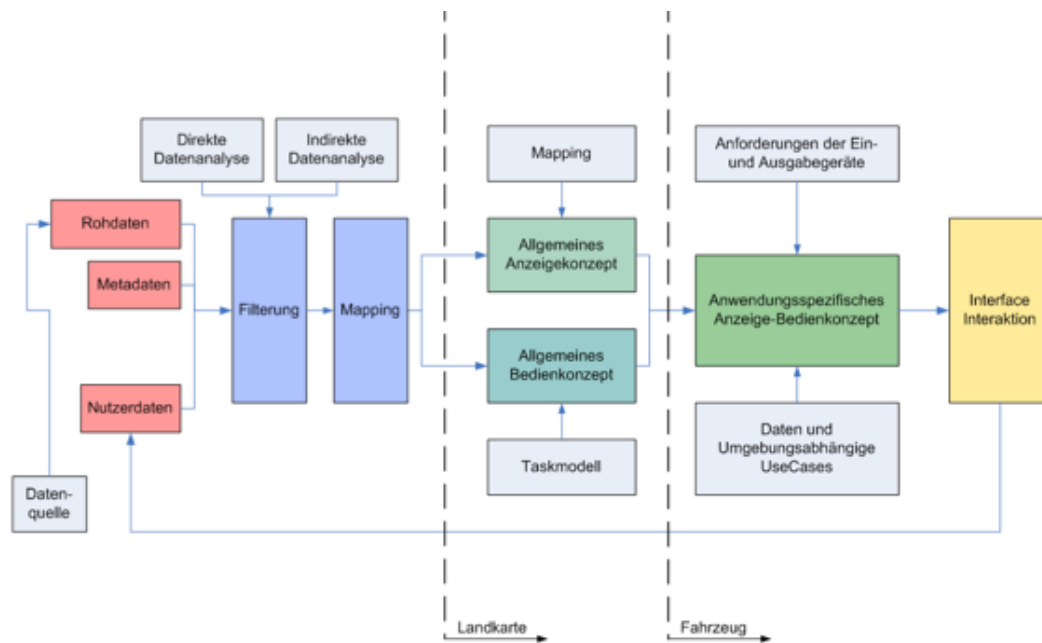 Direkte
Datenanalyse
Indirekte
Datenanalyse
Mapping
Anforderungen der Ein-
und Ausgabegeräte
Rohdaten
Metadaten
Nutzerdaten
Daten-
quelle
Filterung
Mapping
Allgemeines
Anzeigekonzept
Allgemeines
Bedienkonzept
Taskmodell
Anwendungsspezifisches
Anzeige-Bedienkonzept
Daten und
Umgebungsabhängige
UseCases
Interface
Interaktion
Landkarte
Fahrzeug